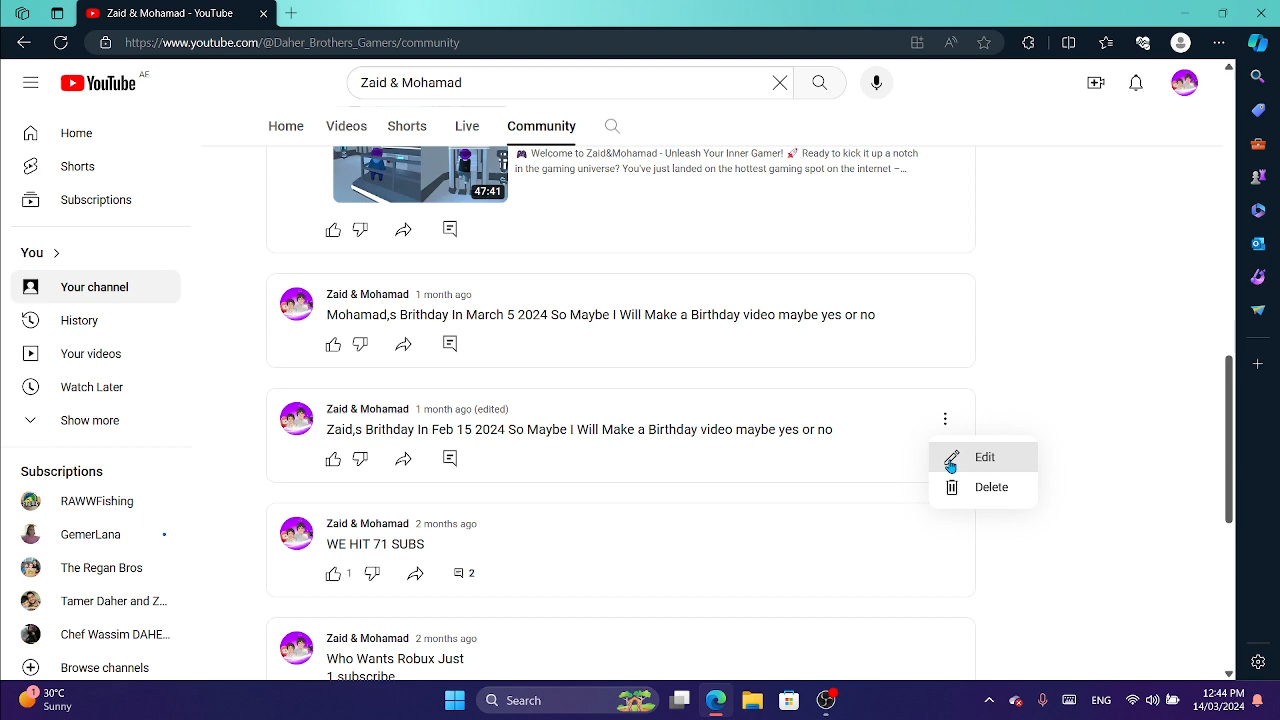 Zaid & Mohamad - YouTube
https://www.youtube.com/@Daher_Brothers_Gamers/community
YouTube AE
Zaid & Mohamad
Home Videos Shorts Live Community
Home
Shorts
Subscriptions
You
Your channel
History
Your videos
Watch Later
Show more
Subscriptions
RAWWFishing
GemerLana
The Regan Bros
Tamer Daher and Z...
Chef Wassim DAHE...
Browse channels
47:41
🎮 Welcome to Zaid&Mohamad - Unleash Your Inner Gamer! 🚀 Ready to kick it up a notch
in the gaming universe? You've just landed on the hottest gaming spot on the internet –...
Zaid & Mohamad 1 month ago
Mohamad,s Brithday In March 5 2024 So Maybe I Will Make a Birthday video maybe yes or no
Zaid & Mohamad 1 month ago (edited)
Zaid,s Birthday In Feb 15 2024 So Maybe I Will Make a Birthday video maybe yes or no
Edit
Delete
Zaid & Mohamad 2 months ago
WE HIT 71 SUBS
1 2
Zaid & Mohamad 2 months ago
Who Wants Robux Just
1 subscribe
1
30°C
Sunny
Search
ENG
12:44 PM
14/03/2024